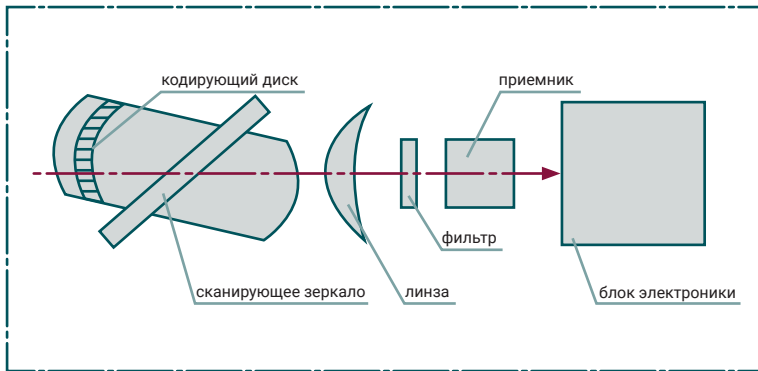 кодирующий диск
приемник
фильтр
сканирующее зеркало
линза
блок электроники